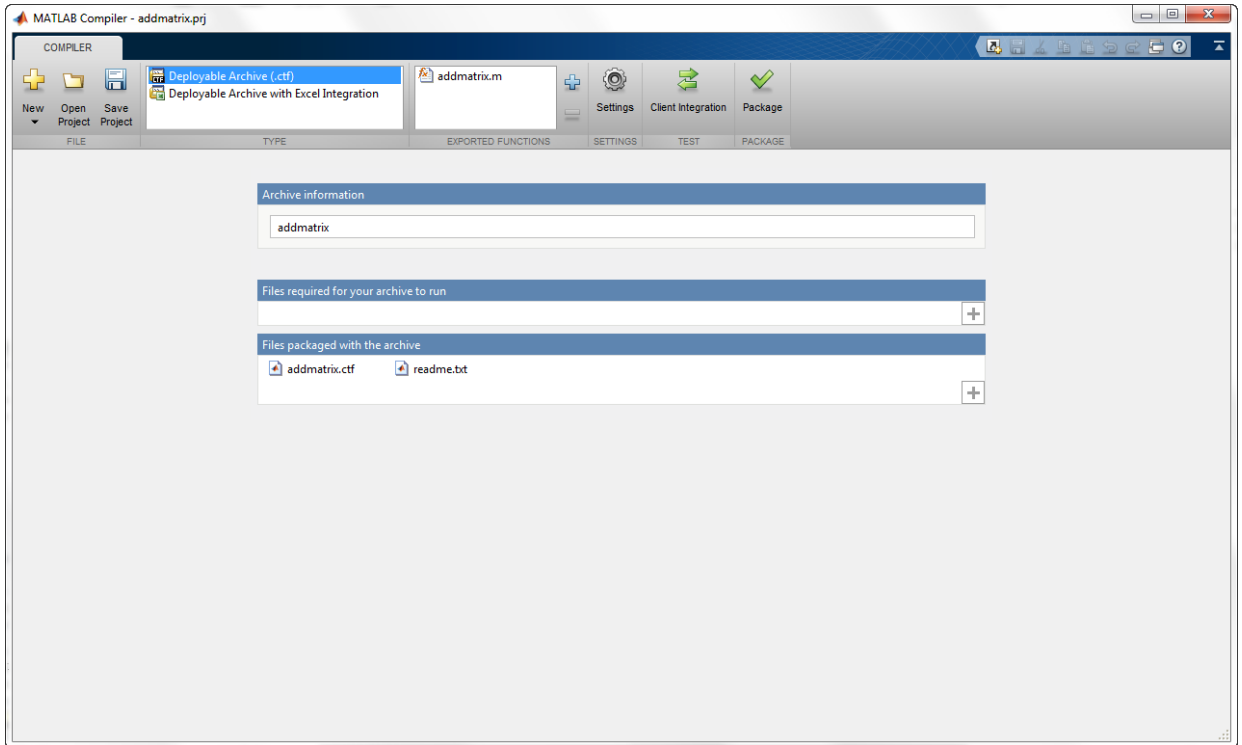 MATLAB Compiler - addmatrix.prj
COMPILER
New
Open Project
Save Project
FILE
Deployable Archive (.ctf)
Deployable Archive with Excel Integration
TYPE
addmatrix.m
EXPORTED FUNCTIONS
Settings
SETTINGS
Client Integration
TEST
Package
PACKAGE
Archive information
addmatrix
Files required for your archive to run
Files packaged with the archive
addmatrix.ctf readme.txt